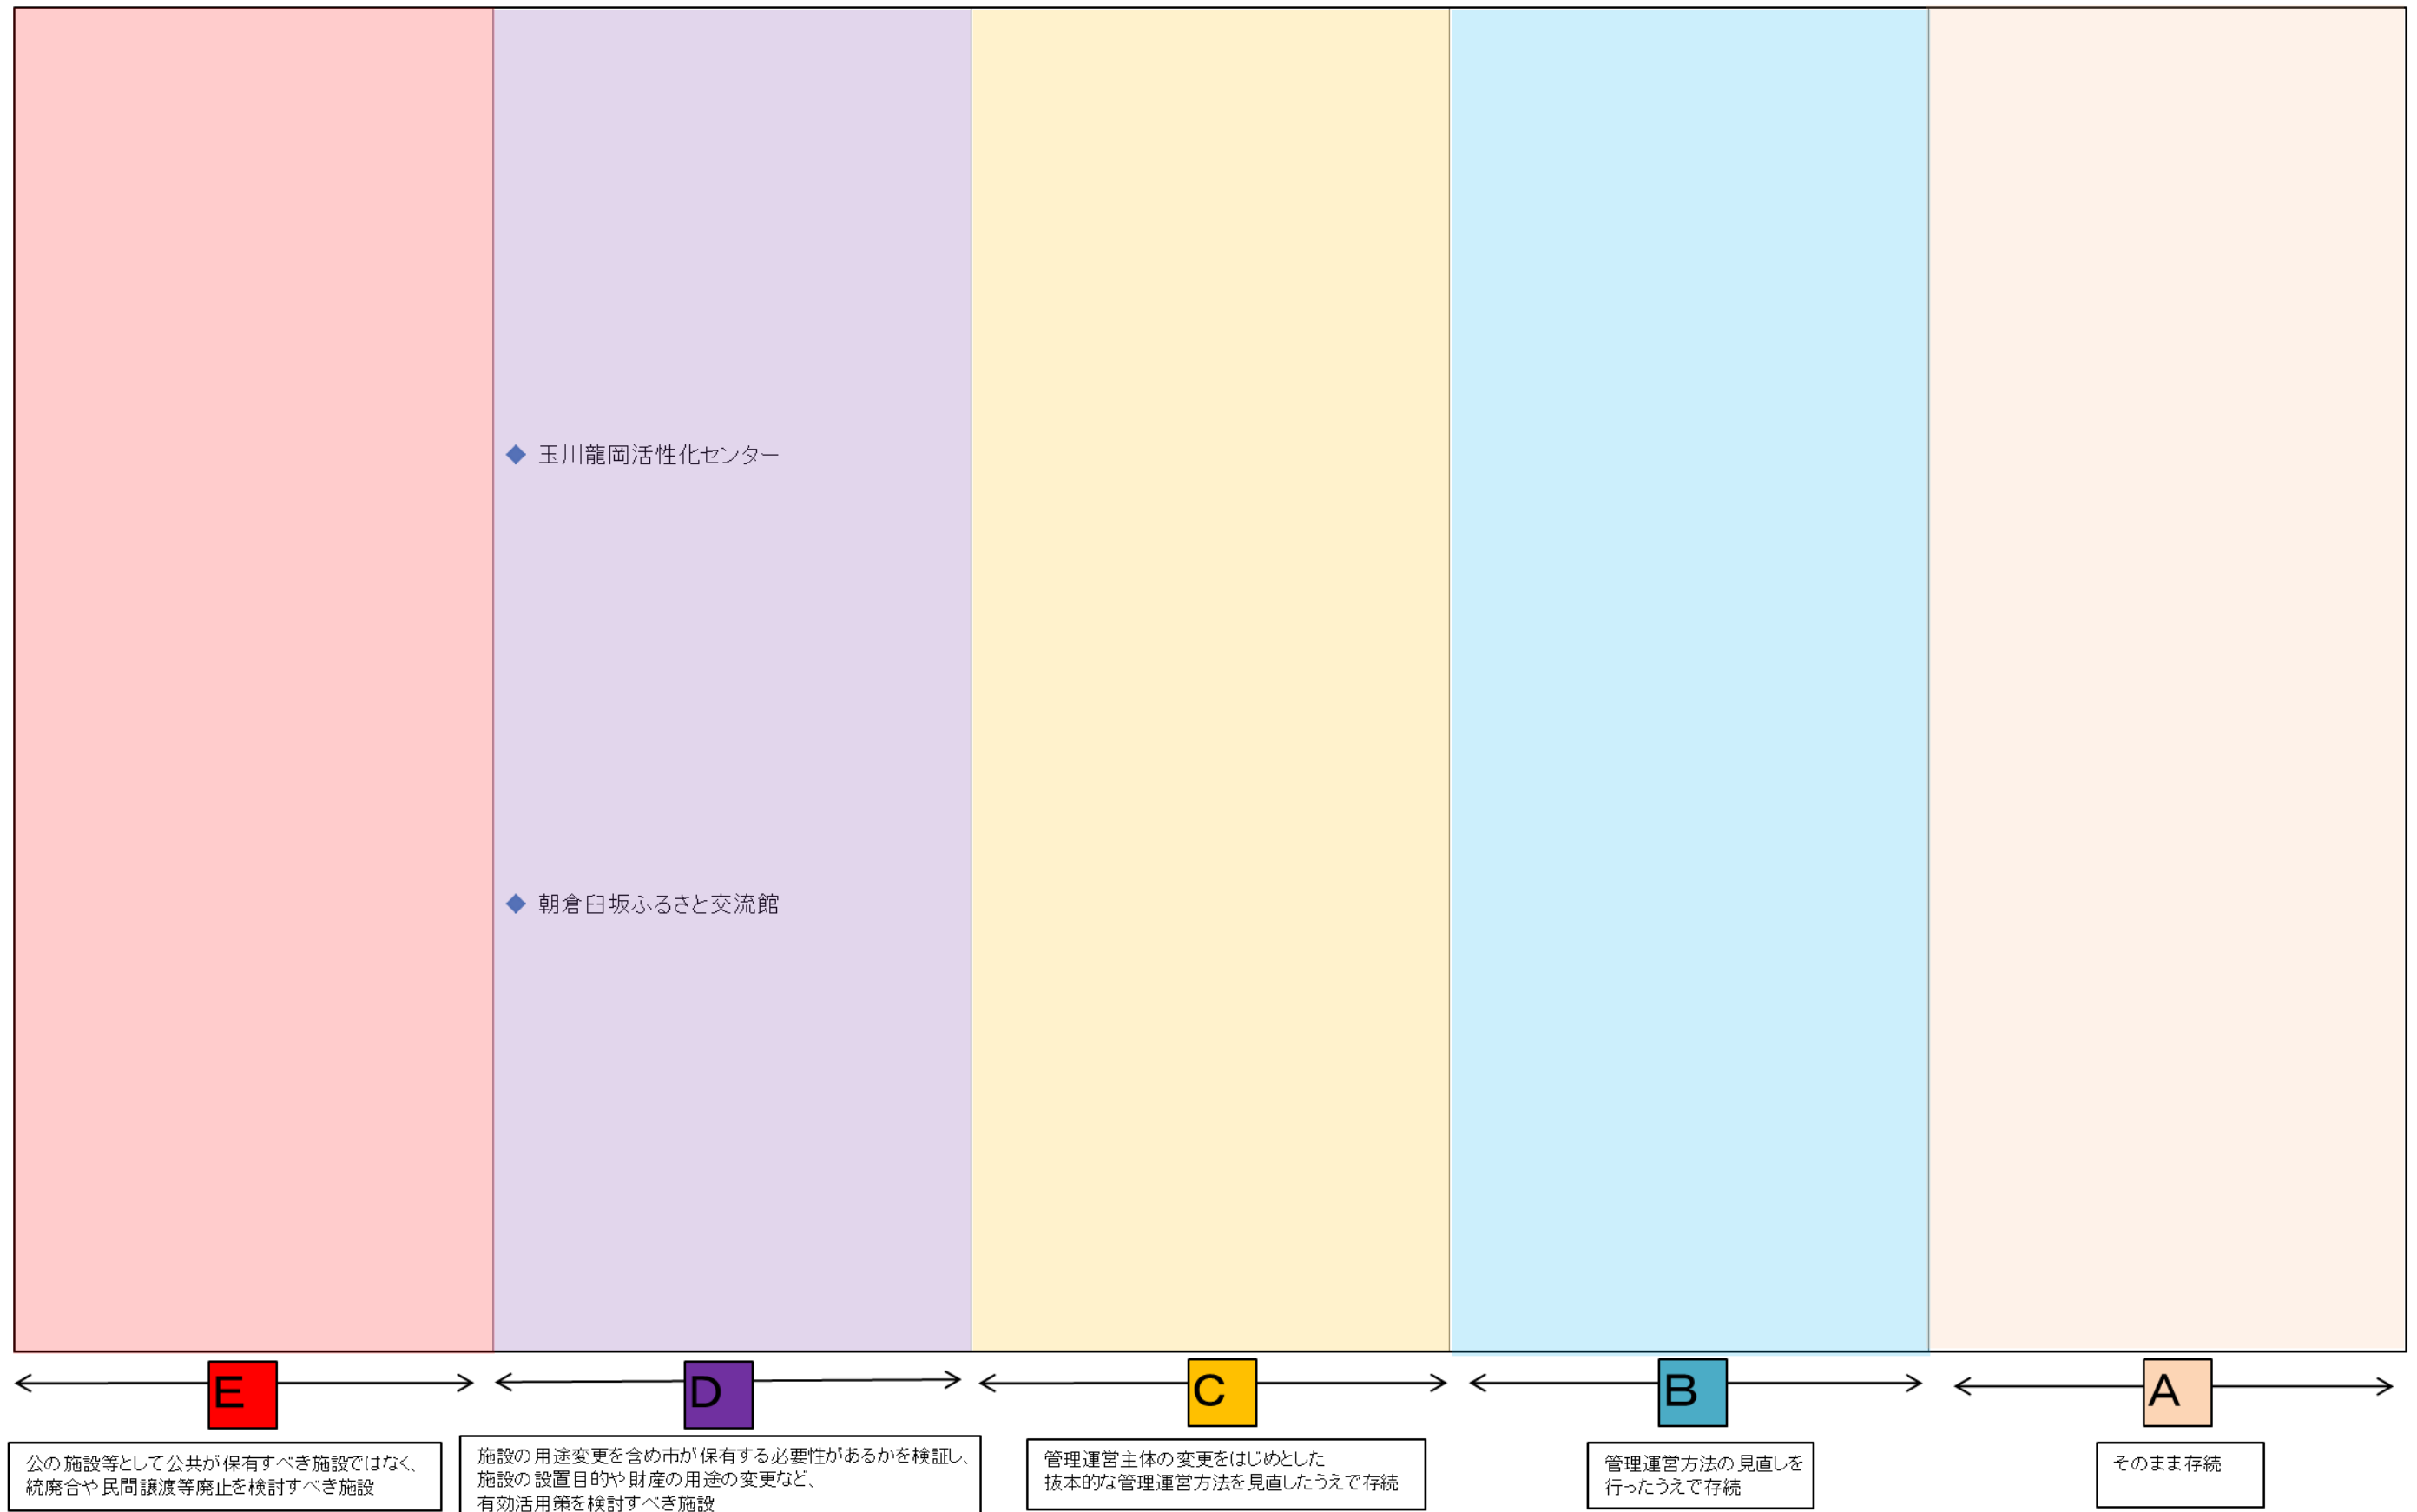 ◆ 玉川龍岡活性化センター
◆ 朝倉臼坂ふるさと交流館
E
D
C
B
A
公の施設等として公共が保有すべき施設ではなく、
統廃合や民間譲渡等廃止を検討すべき施設
施設の用途変更を含め市が保有する必要性があるかを検証し、
施設の設置目的や財産の用途の変更など、
有効活用策を検討すべき施設
管理運営主体の変更をはじめとした
抜本的な管理運営方法を見直したうえで存続
管理運営方法の見直しを
行ったうえで存続
そのまま存続